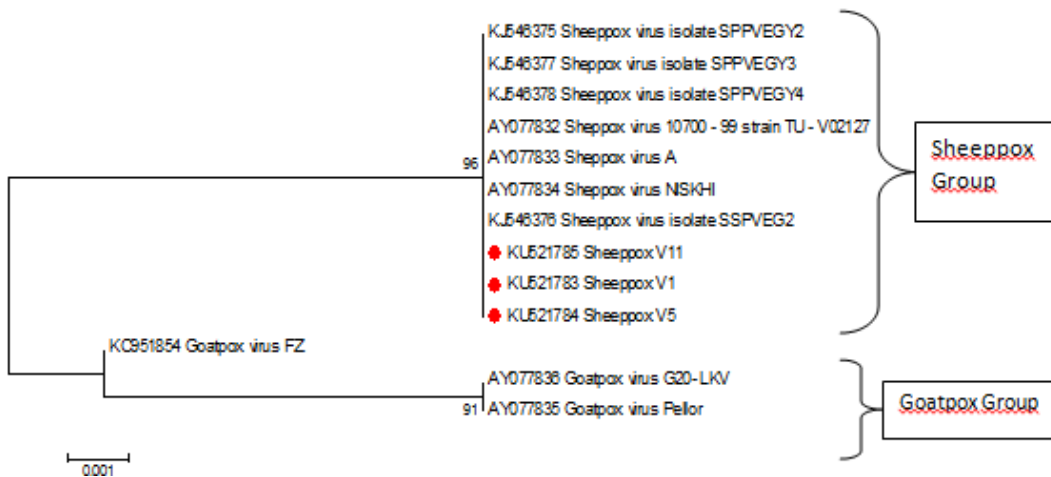 KJ546375 Sheeppox virus isolate SPPVEGY2
KJ546377 Sheppox virus isolate SPPVEGY3
KJ546378 Sheeppox virus isolate SPPVEGY4
AY077832 Sheppox virus 10700 - 99 strain TU - V02127
96
AY077833 Sheppox virus A
AY077834 Sheppox virus NISKHI
KJ546376 Sheeppox virus isolate SSPVEG2
KU521785 Sheeppox V11
KU521783 Sheeppox V1
KU521784 Sheeppox V5
Sheeppox
Group
KC951854 Goatpox virus FZ
AY077836 Goatpox virus G20-LKV
91 AY077835 Goatpox virus Pellor
Goatpox Group
0.001